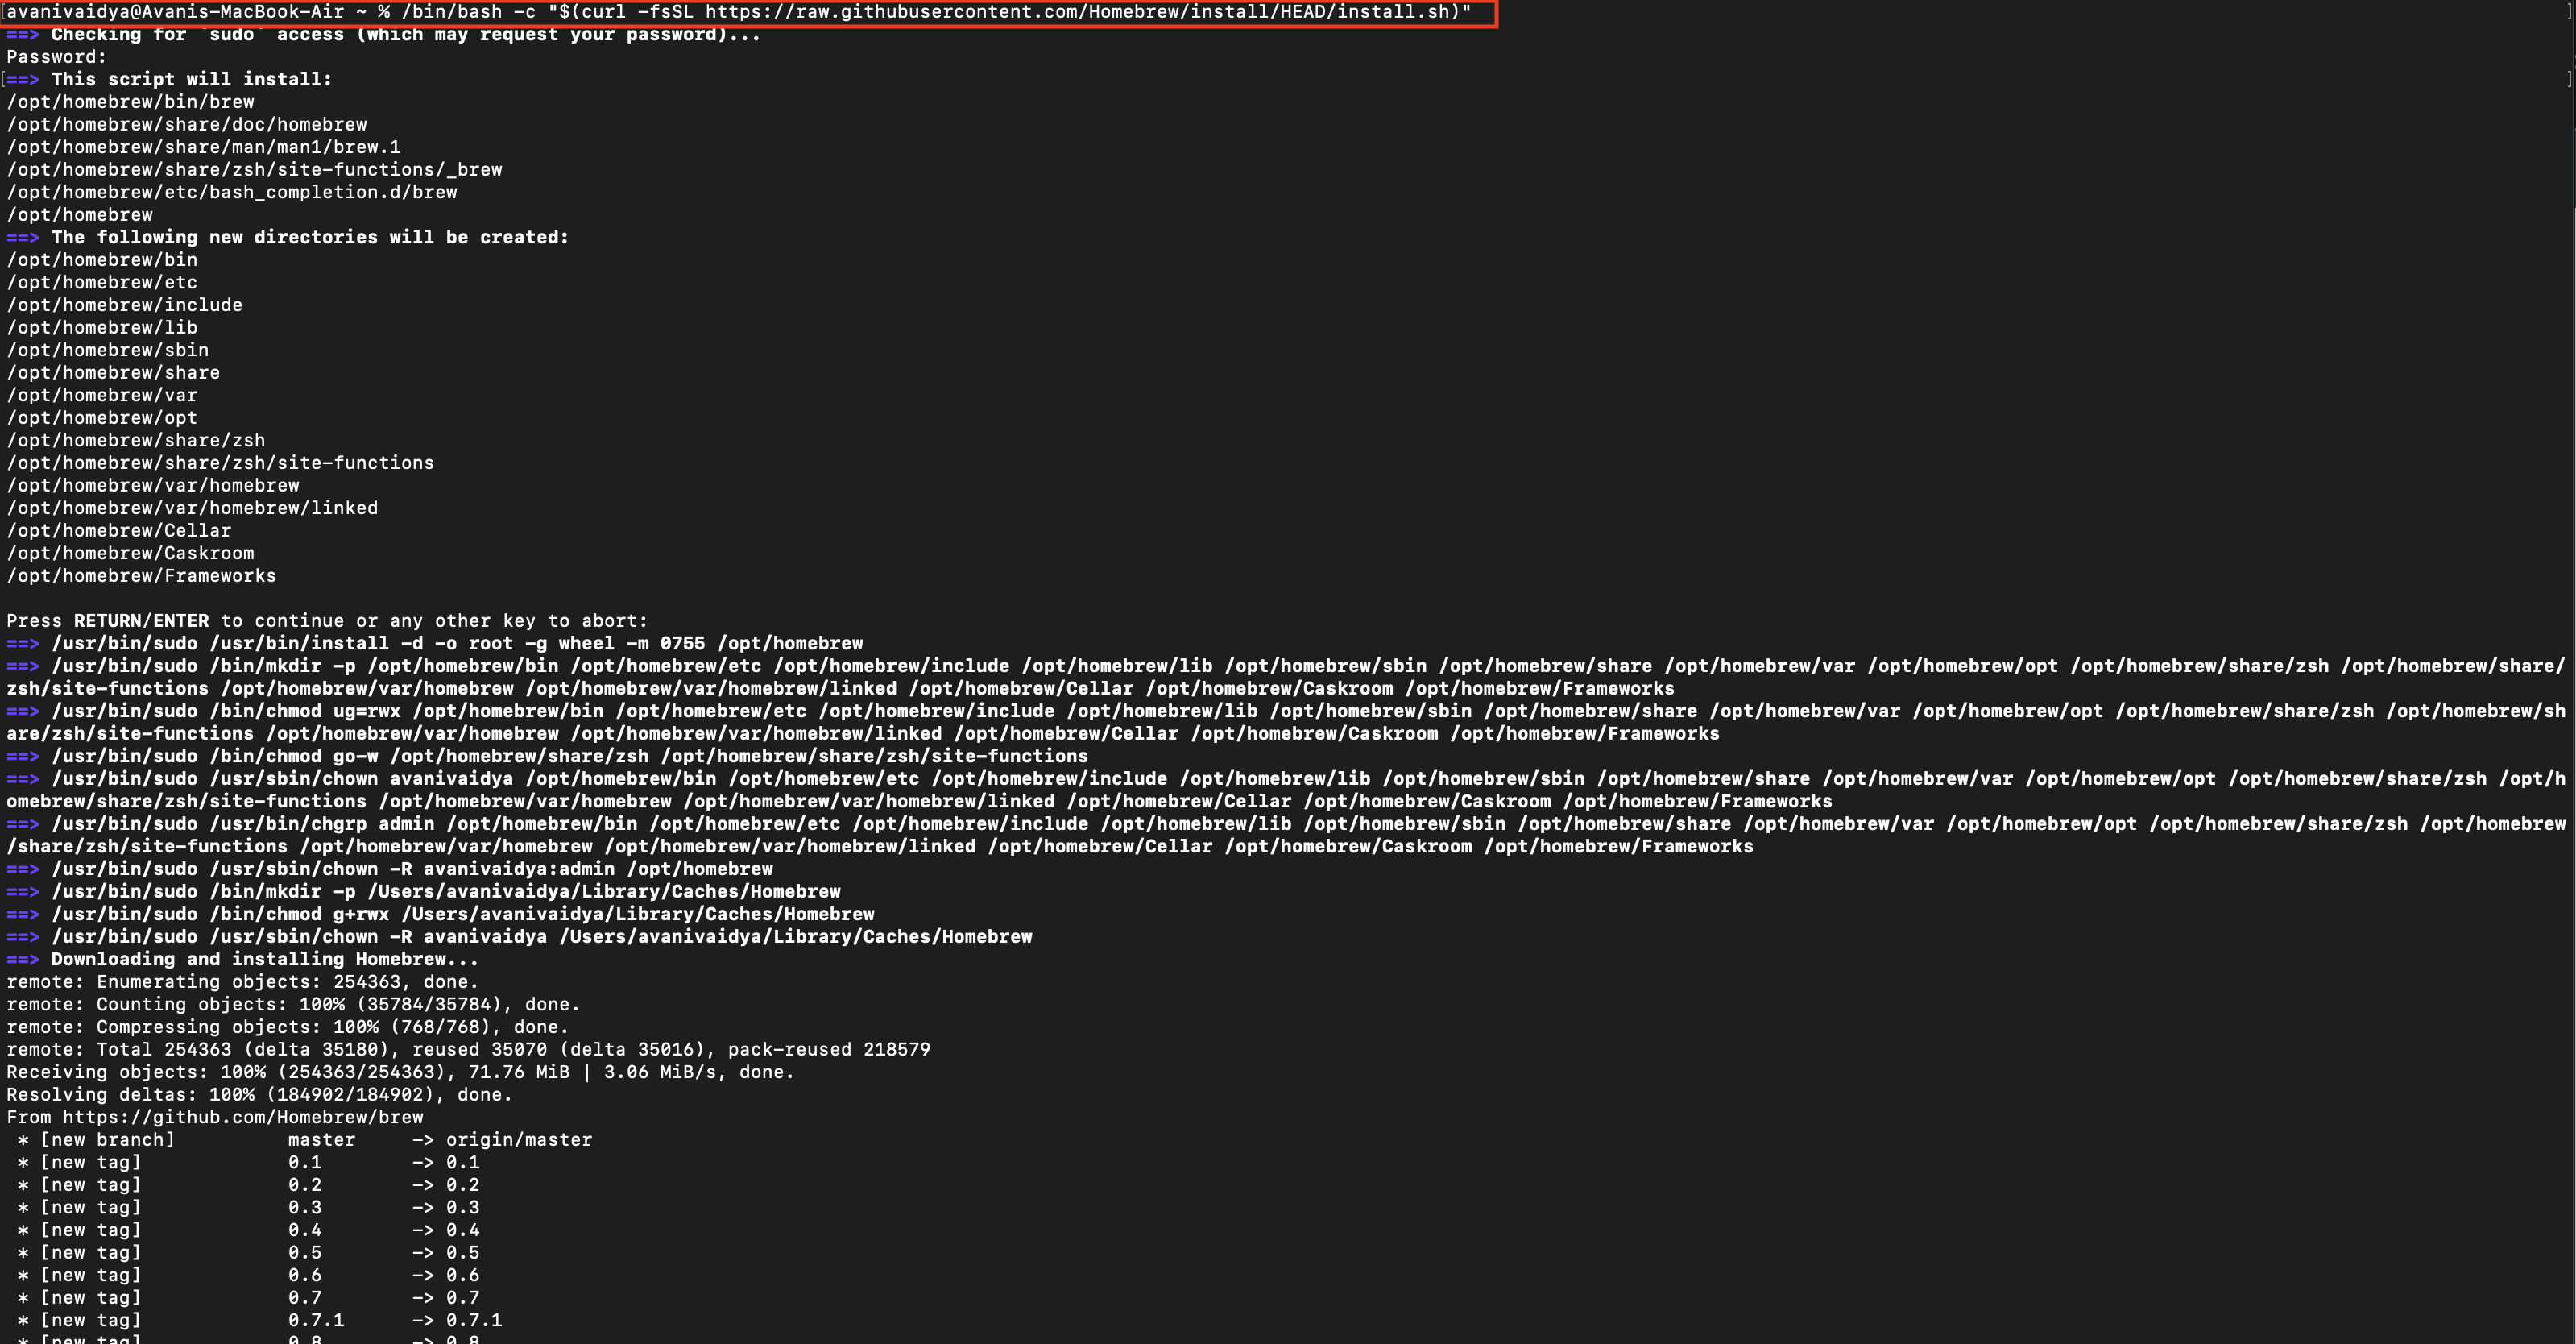 [avanivaidya@Avanis-MacBook-Air ~ % /bin/bash -c "$(curl -fsSL https://raw.githubusercontent.com/Homebrew/install/HEAD/install.sh)" ]
==> Checking for `sudo` access (which may request your password)...
Password:
[==> This script will install: ]
/opt/homebrew/bin/brew
/opt/homebrew/share/doc/homebrew
/opt/homebrew/share/man/man1/brew.1
/opt/homebrew/share/zsh/site-functions/_brew
/opt/homebrew/etc/bash_completion.d/brew
/opt/homebrew
==> The following new directories will be created:
/opt/homebrew/bin
/opt/homebrew/etc
/opt/homebrew/include
/opt/homebrew/lib
/opt/homebrew/sbin
/opt/homebrew/share
/opt/homebrew/var
/opt/homebrew/opt
/opt/homebrew/share/zsh
/opt/homebrew/share/zsh/site-functions
/opt/homebrew/var/homebrew
/opt/homebrew/var/homebrew/linked
/opt/homebrew/Cellar
/opt/homebrew/Caskroom
/opt/homebrew/Frameworks
Press RETURN/ENTER to continue or any other key to abort:
==> /usr/bin/sudo /usr/bin/install -d -o root -g wheel -m 0755 /opt/homebrew
==> /usr/bin/sudo /bin/mkdir -p /opt/homebrew/bin /opt/homebrew/etc /opt/homebrew/include /opt/homebrew/lib /opt/homebrew/sbin /opt/homebrew/share /opt/homebrew/var /opt/homebrew/opt /opt/homebrew/share/zsh /opt/homebrew/share/
zsh/site-functions /opt/homebrew/var/homebrew /opt/homebrew/var/homebrew/linked /opt/homebrew/Cellar /opt/homebrew/Caskroom /opt/homebrew/Frameworks
==> /usr/bin/sudo /bin/chmod ug=rwx /opt/homebrew/bin /opt/homebrew/etc /opt/homebrew/include /opt/homebrew/lib /opt/homebrew/sbin /opt/homebrew/share /opt/homebrew/var /opt/homebrew/opt /opt/homebrew/share/zsh /opt/homebrew/sh
are/zsh/site-functions /opt/homebrew/var/homebrew /opt/homebrew/var/homebrew/linked /opt/homebrew/Cellar /opt/homebrew/Caskroom /opt/homebrew/Frameworks
==> /usr/bin/sudo /bin/chmod go-w /opt/homebrew/share/zsh /opt/homebrew/share/zsh/site-functions
==> /usr/bin/sudo /usr/sbin/chown avanivaidya /opt/homebrew/bin /opt/homebrew/etc /opt/homebrew/include /opt/homebrew/lib /opt/homebrew/sbin /opt/homebrew/share /opt/homebrew/var /opt/homebrew/opt /opt/homebrew/share/zsh /opt/h
omebrew/share/zsh/site-functions /opt/homebrew/var/homebrew /opt/homebrew/var/homebrew/linked /opt/homebrew/Cellar /opt/homebrew/Caskroom /opt/homebrew/Frameworks
==> /usr/bin/sudo /usr/bin/chgrp admin /opt/homebrew/bin /opt/homebrew/etc /opt/homebrew/include /opt/homebrew/lib /opt/homebrew/sbin /opt/homebrew/share /opt/homebrew/var /opt/homebrew/opt /opt/homebrew/share/zsh /opt/homebrew
/share/zsh/site-functions /opt/homebrew/var/homebrew /opt/homebrew/var/homebrew/linked /opt/homebrew/Cellar /opt/homebrew/Caskroom /opt/homebrew/Frameworks
==> /usr/bin/sudo /usr/sbin/chown -R avanivaidya:admin /opt/homebrew
==> /usr/bin/sudo /bin/mkdir -p /Users/avanivaidya/Library/Caches/Homebrew
==> /usr/bin/sudo /bin/chmod g+rwx /Users/avanivaidya/Library/Caches/Homebrew
==> /usr/bin/sudo /usr/sbin/chown -R avanivaidya /Users/avanivaidya/Library/Caches/Homebrew
==> Downloading and installing Homebrew...
remote: Enumerating objects: 254363, done.
remote: Counting objects: 100% (35784/35784), done.
remote: Compressing objects: 100% (768/768), done.
remote: Total 254363 (delta 35180), reused 35070 (delta 35016), pack-reused 218579
Receiving objects: 100% (254363/254363), 71.76 MiB | 3.06 MiB/s, done.
Resolving deltas: 100% (184902/184902), done.
From https://github.com/Homebrew/brew
 * [new branch] master -> origin/master
 * [new tag] 0.1 -> 0.1
 * [new tag] 0.2 -> 0.2
 * [new tag] 0.3 -> 0.3
 * [new tag] 0.4 -> 0.4
 * [new tag] 0.5 -> 0.5
 * [new tag] 0.6 -> 0.6
 * [new tag] 0.7 -> 0.7
 * [new tag] 0.7.1 -> 0.7.1
 * [new tag] 0.8 -> 0.8